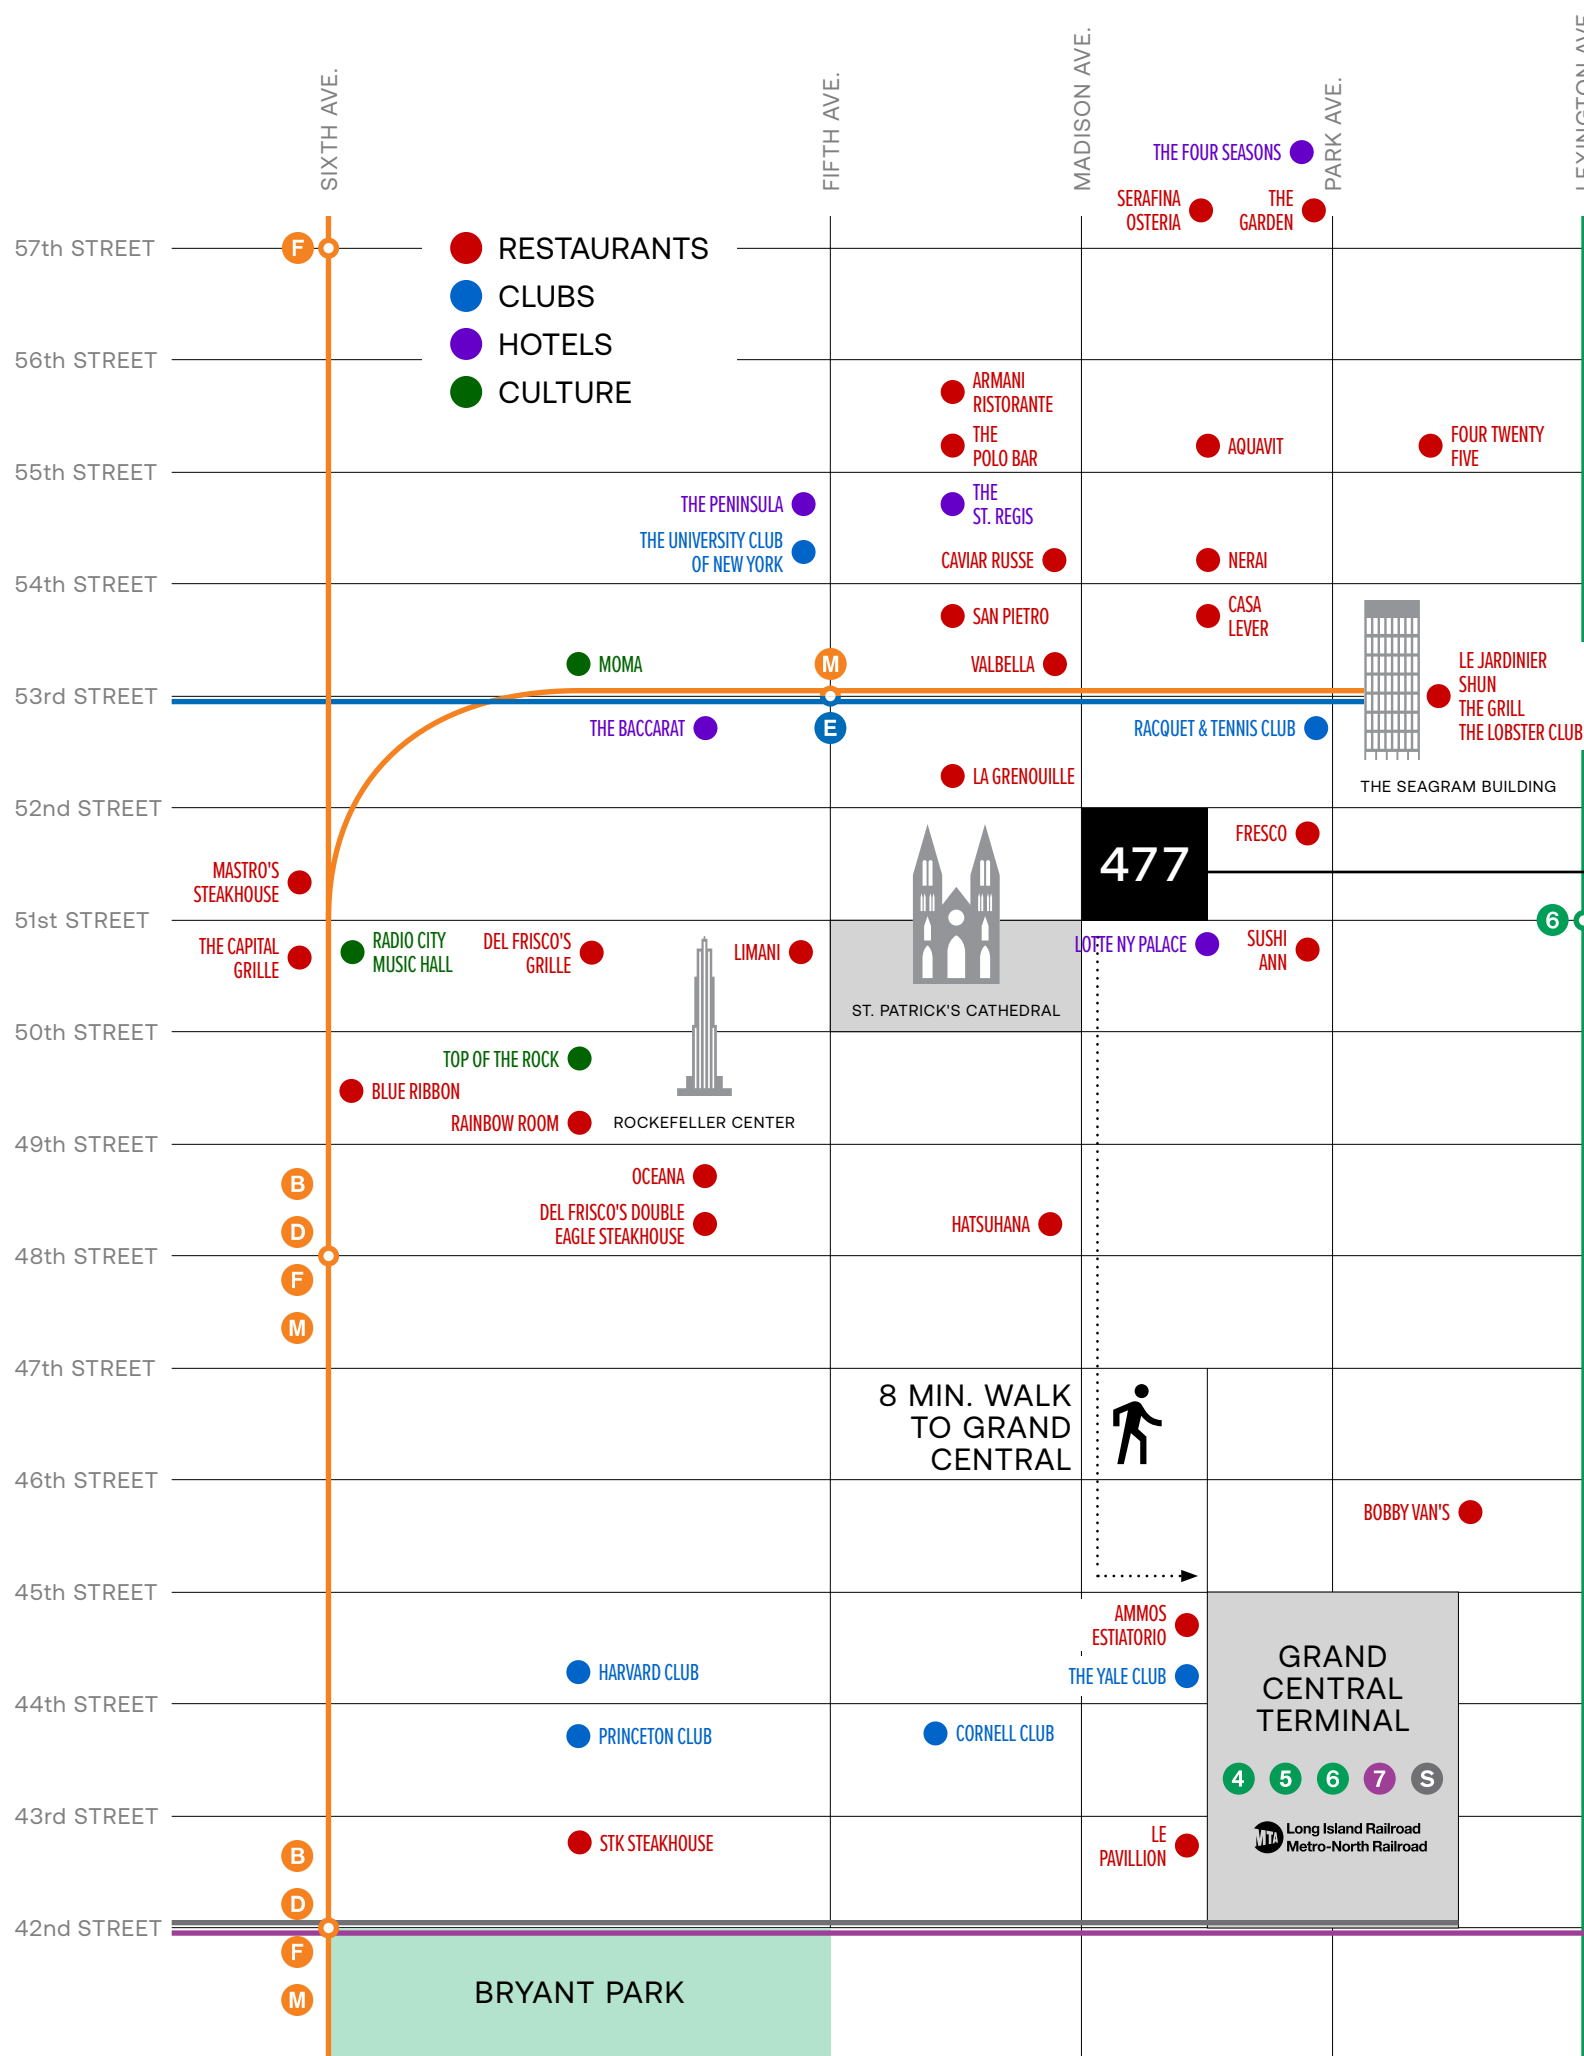 SIXTH AVE.
FIFTH AVE.
MADISON AVE.
PARK AVE.
LEXINGTON AVE
THE FOUR SEASONS
SERAFINA
OSTERIA
THE
GARDEN
57th STREET
F
RESTAURANTS
CLUBS
HOTELS
CULTURE
56th STREET
ARMANI
RISTORANTE
THE
POLO BAR
AQUAVIT
FOUR TWENTY
FIVE
55th STREET
THE PENINSULA
THE
ST. REGIS
THE UNIVERSITY CLUB
OF NEW YORK
CAVIAR RUSSE
NERAI
54th STREET
SAN PIETRO
CASA
LEVER
MOMA
M
VALBELLA
LE JARDINIER
SHUN
THE GRILL
THE LOBSTER CLUB
53rd STREET
THE BACCARAT
E
RACQUET & TENNIS CLUB
LA GRENOUILLE
THE SEAGRAM BUILDING
52nd STREET
477
FRESCO
MASTRO'S
STEAKHOUSE
51st STREET
6
THE CAPITAL
GRILLE
RADIO CITY
MUSIC HALL
DEL FRISCO'S
GRILLE
LIMANI
LOTTE NY PALACE
SUSHI
ANN
ST. PATRICK'S CATHEDRAL
50th STREET
TOP OF THE ROCK
BLUE RIBBON
RAINBOW ROOM
ROCKEFELLER CENTER
49th STREET
OCEANA
B
D
DEL FRISCO'S DOUBLE
EAGLE STEAKHOUSE
HATSUHANA
48th STREET
F
M
47th STREET
8 MIN. WALK
TO GRAND
CENTRAL
46th STREET
BOBBY VAN'S
45th STREET
AMMOS
ESTIATORIO
HARVARD CLUB
THE YALE CLUB
GRAND
CENTRAL
TERMINAL
44th STREET
PRINCETON CLUB
CORNELL CLUB
4 5 6 7 S
43rd STREET
MTA
Long Island Railroad
Metro-North Railroad
STK STEAKHOUSE
LE
PAVILLION
B
D
42nd STREET
F
M
BRYANT PARK